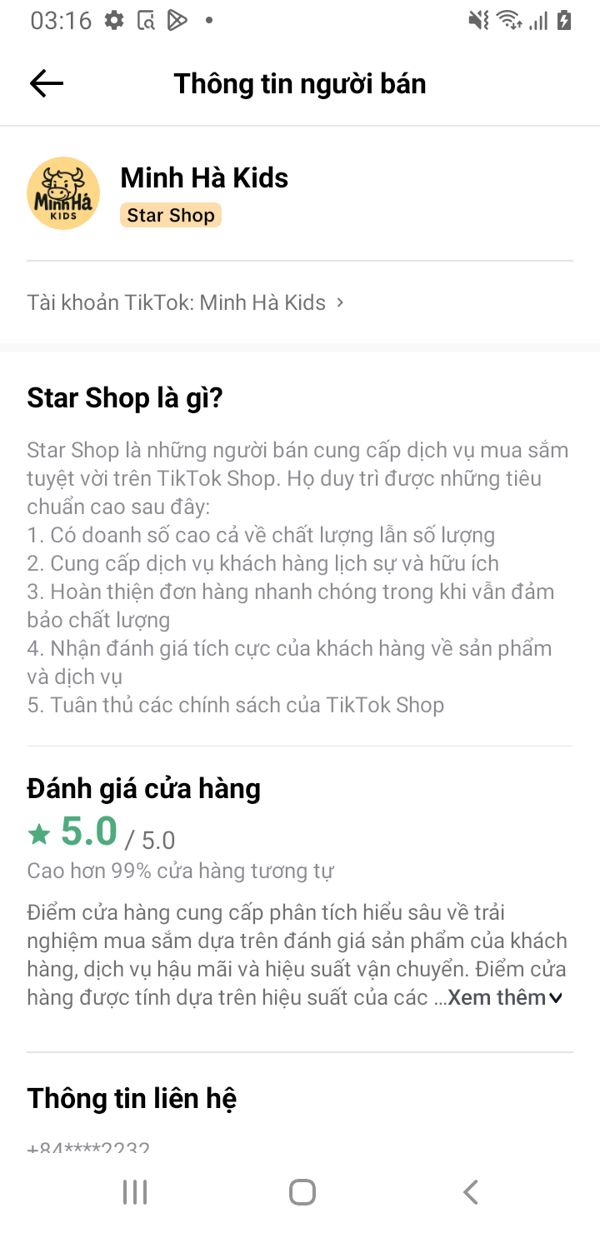 03:16
Thông tin người bán
Minh Hà
KIDS
Minh Hà Kids
Star Shop
Tài khoản TikTok: Minh Hà Kids
Star Shop là gì?
Star Shop là những người bán cung cấp dịch vụ mua sắm
tuyệt vời trên TikTok Shop. Họ duy trì được những tiêu
chuẩn cao sau đây:
1. Có doanh số cao cả về chất lượng lẫn số lượng
2. Cung cấp dịch vụ khách hàng lịch sự và hữu ích
3. Hoàn thiện đơn hàng nhanh chóng trong khi vẫn đảm
bảo chất lượng
4. Nhận đánh giá tích cực của khách hàng về sản phẩm
và dịch vụ
5. Tuân thủ các chính sách của TikTok Shop
Đánh giá cửa hàng
5.0 / 5.0
Cao hơn 99% cửa hàng tương tự
Điểm cửa hàng cung cấp phân tích hiểu sâu về trải
nghiệm mua sắm dựa trên đánh giá sản phẩm của khách
hàng, dịch vụ hậu mãi và hiệu suất vận chuyển. Điểm cửa
hàng được tính dựa trên hiệu suất của các ...Xem thêm
Thông tin liên hệ
+84****2232